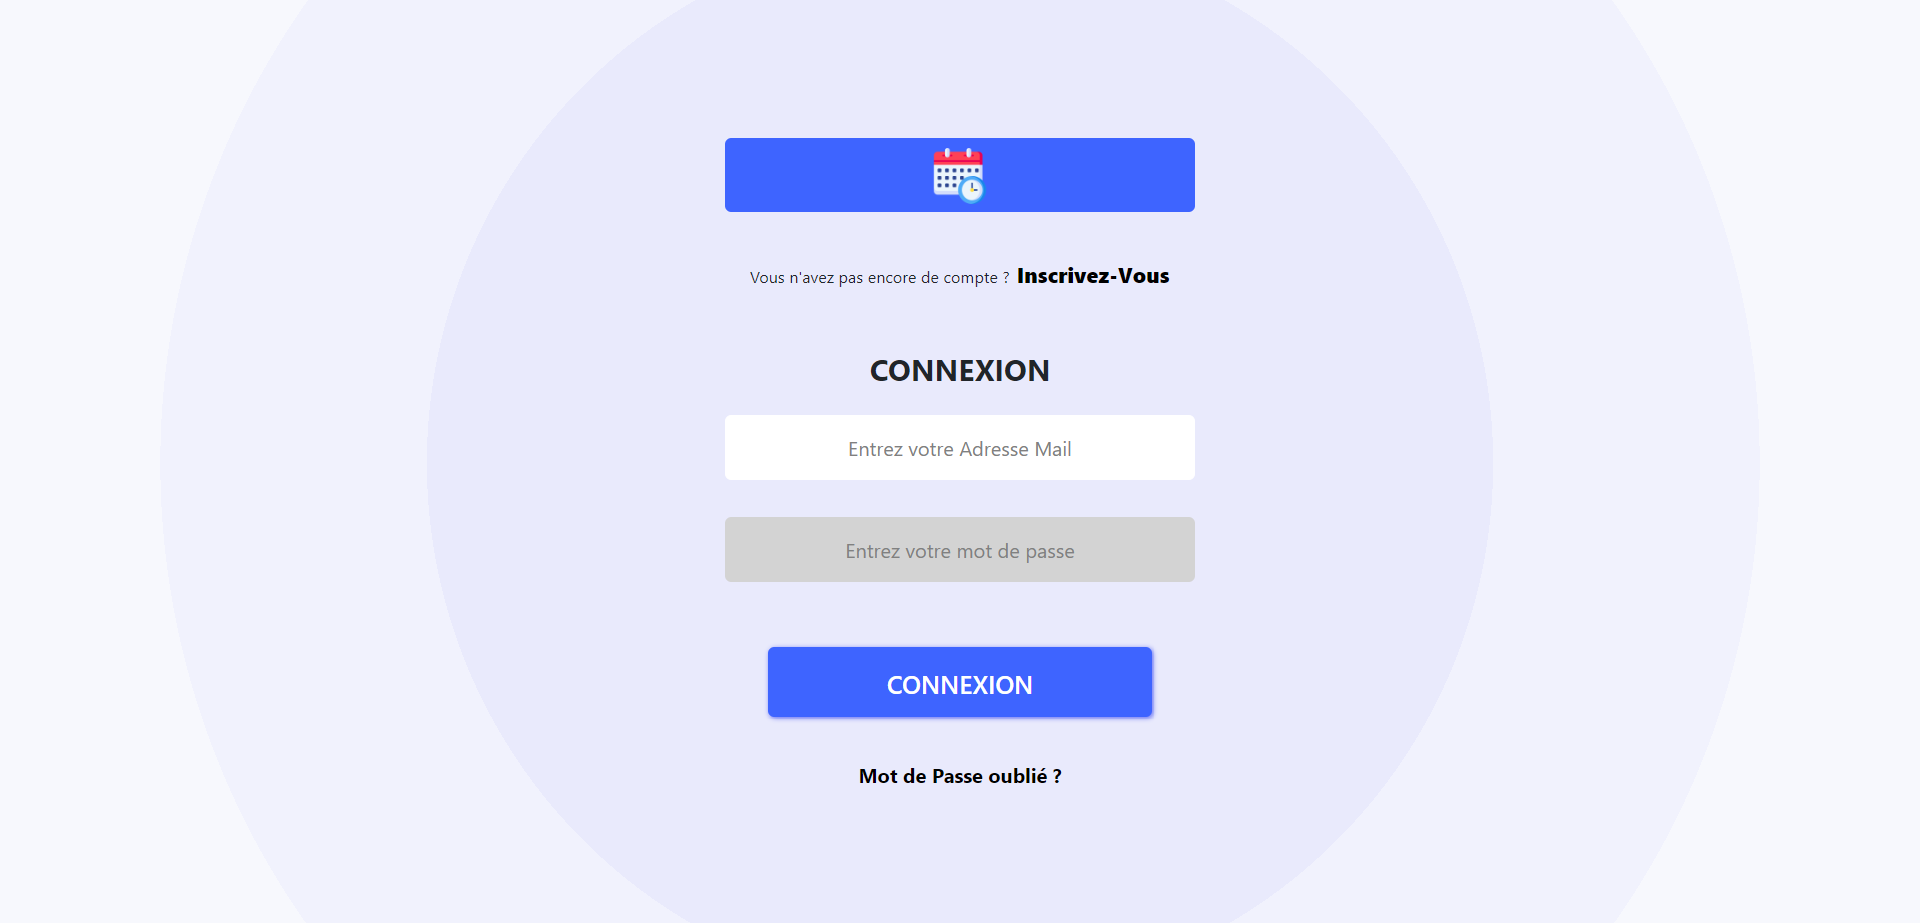 Vous n'avez pas encore de compte ? Inscrivez-Vous
CONNEXION
Entrez votre Adresse Mail
Entrez votre mot de passe
CONNEXION
Mot de Passe oublié ?